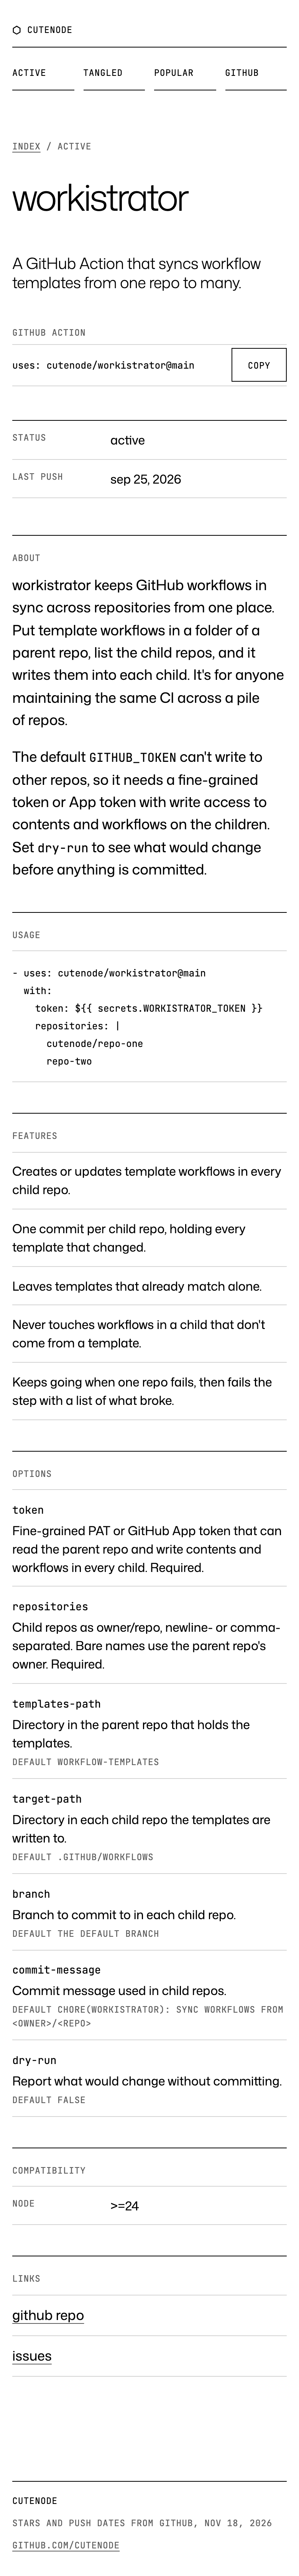 CUTENODE
ACTIVE TANGLED POPULAR GITHUB
INDEX / ACTIVE
workistrator
A GitHub Action that syncs workflow
templates from one repo to many.
GITHUB ACTION
uses: cutenode/workistrator@main COPY
STATUS active
LAST PUSH sep 25, 2026
ABOUT
workistrator keeps GitHub workflows in
sync across repositories from one place.
Put template workflows in a folder of a
parent repo, list the child repos, and it
writes them into each child. It's for anyone
maintaining the same CI across a pile
of repos.
The default GITHUB_TOKEN can't write to
other repos, so it needs a fine-grained
token or App token with write access to
contents and workflows on the children.
Set dry-run to see what would change
before anything is committed.
USAGE
- uses: cutenode/workistrator@main
with:
token: ${{ secrets.WORKISTRATOR_TOKEN }}
repositories: |
cutenode/repo-one
repo-two
FEATURES
Creates or updates template workflows in every
child repo.
One commit per child repo, holding every
template that changed.
Leaves templates that already match alone.
Never touches workflows in a child that don't
come from a template.
Keeps going when one repo fails, then fails the
step with a list of what broke.
OPTIONS
token
Fine-grained PAT or GitHub App token that can
read the parent repo and write contents and
workflows in every child. Required.
repositories
Child repos as owner/repo, newline- or comma-
separated. Bare names use the parent repo's
owner. Required.
templates-path
Directory in the parent repo that holds the
templates.
DEFAULT WORKFLOW-TEMPLATES
target-path
Directory in each child repo the templates are
written to.
DEFAULT .GITHUB/WORKFLOWS
branch
Branch to commit to in each child repo.
DEFAULT THE DEFAULT BRANCH
commit-message
Commit message used in child repos.
DEFAULT CHORE(WORKISTRATOR): SYNC WORKFLOWS FROM
<OWNER>/<REPO>
dry-run
Report what would change without committing.
DEFAULT FALSE
COMPATIBILITY
NODE >=24
LINKS
github repo
issues
CUTENODE
STARS AND PUSH DATES FROM GITHUB, NOV 18, 2026
GITHUB.COM/CUTENODE